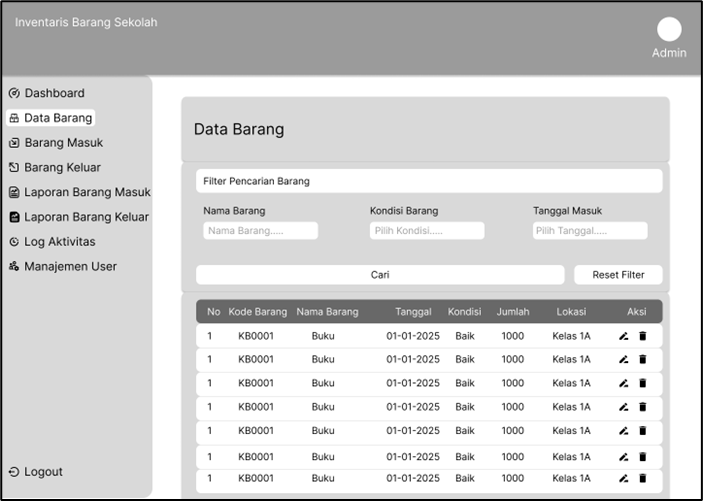 Inventaris Barang Sekolah
Admin
Dashboard
Data Barang
Barang Masuk
Barang Keluar
Laporan Barang Masuk
Laporan Barang Keluar
Log Aktivitas
Manajemen User
Logout
Data Barang
Filter Pencarian Barang
Nama Barang Kondisi Barang Tanggal Masuk
Nama Barang..... Pilih Kondisi..... Pilih Tanggal.....
Cari Reset Filter
No Kode Barang Nama Barang Tanggal Kondisi Jumlah Lokasi Aksi
1 KB0001 Buku 01-01-2025 Baik 1000 Kelas 1A
1 KB0001 Buku 01-01-2025 Baik 1000 Kelas 1A
1 KB0001 Buku 01-01-2025 Baik 1000 Kelas 1A
1 KB0001 Buku 01-01-2025 Baik 1000 Kelas 1A
1 KB0001 Buku 01-01-2025 Baik 1000 Kelas 1A
1 KB0001 Buku 01-01-2025 Baik 1000 Kelas 1A
1 KB0001 Buku 01-01-2025 Baik 1000 Kelas 1A